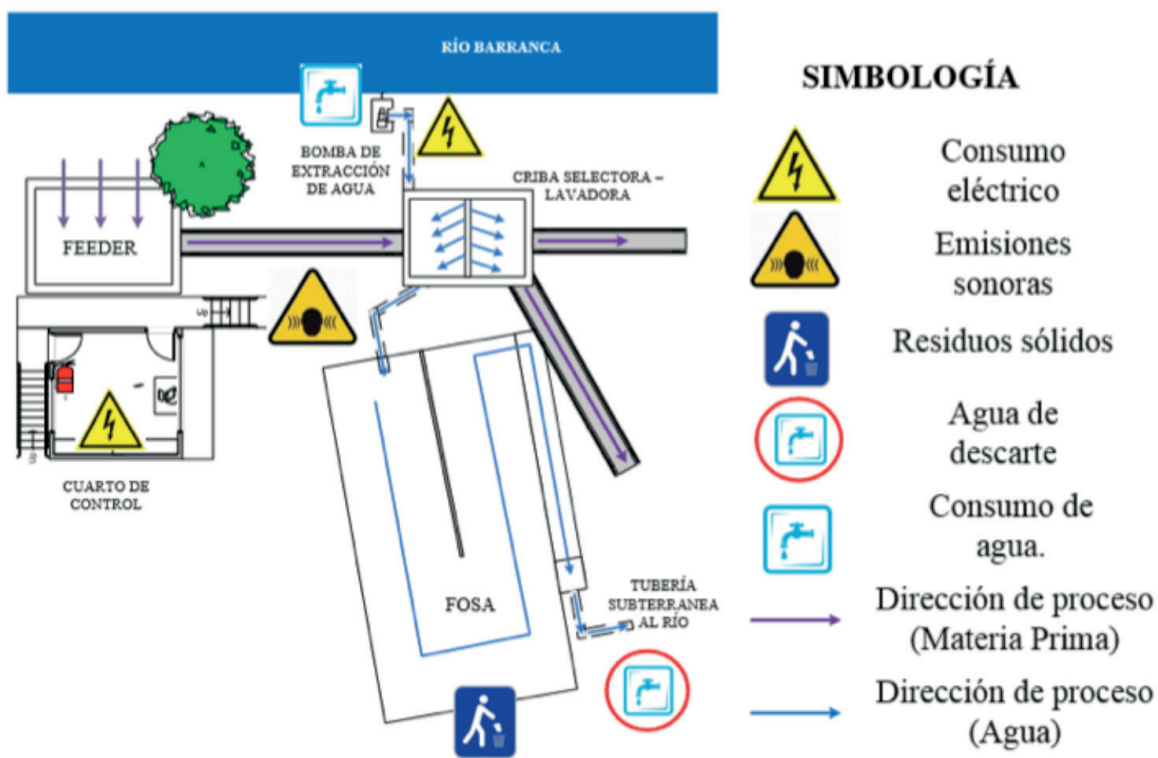 RÍO BARRANCA
BOMBA DE
EXTRACCIÓN
DE AGUA
CRIBA SELECTORA –
LAVADORA
FEEDER
UP
UP
CUARTO DE
CONTROL
FOSA
TUBERÍA
SUBTERRANEA
AL RÍO
SIMBOLOGÍA
Consumo
eléctrico
Emisiones
sonoras
Residuos sólidos
Agua de
descarte
Consumo de
agua.
Dirección de proceso
(Materia Prima)
Dirección de proceso
(Agua)